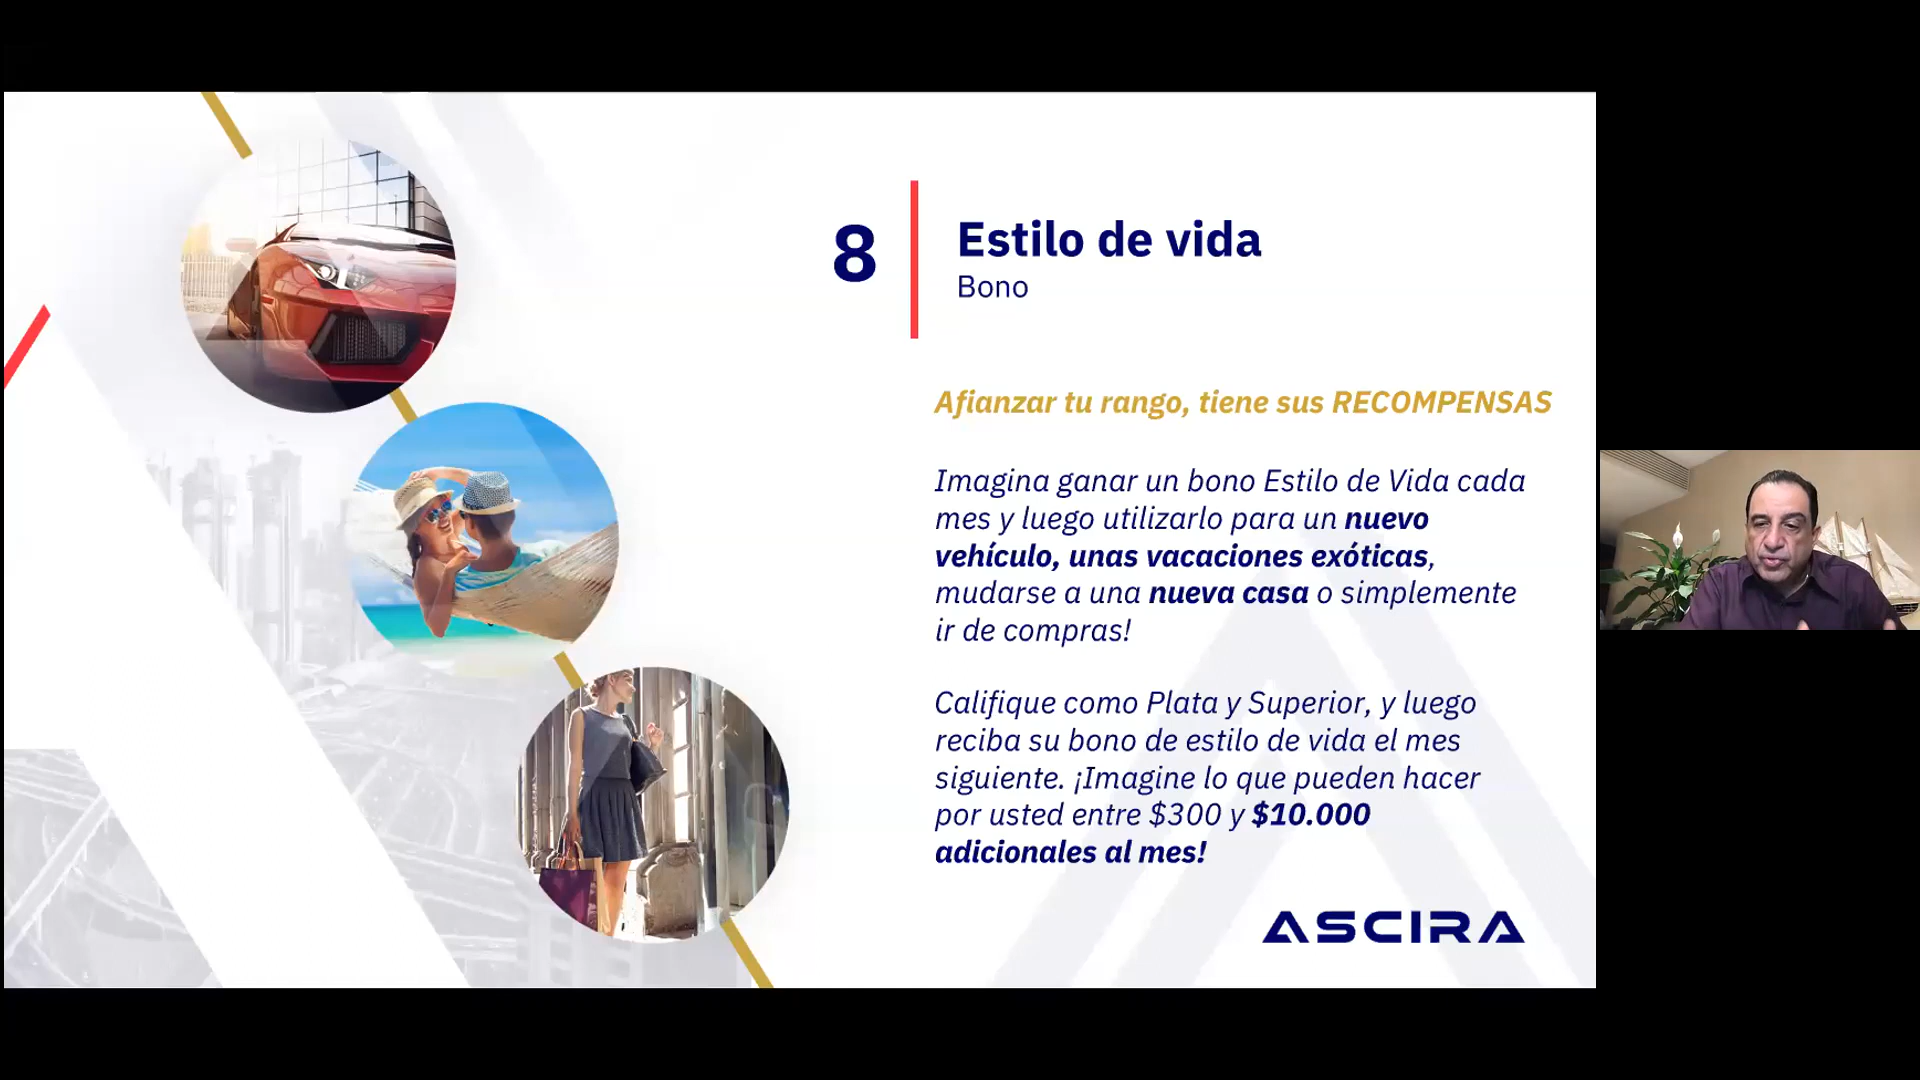 8
Estilo de vida
Bono
Afianzar tu rango, tiene sus RECOMPENSAS
Imagina ganar un bono Estilo de Vida cada
mes y luego utilizarlo para un nuevo
vehículo, unas vacaciones exóticas,
mudarse a una nueva casa o simplemente
ir de compras!
Califique como Plata y Superior, y luego
reciba su bono de estilo de vida el mes
siguiente. ¡Imagine lo que pueden hacer
por usted entre $300 y $10.000
adicionales al mes!
ASCIRA